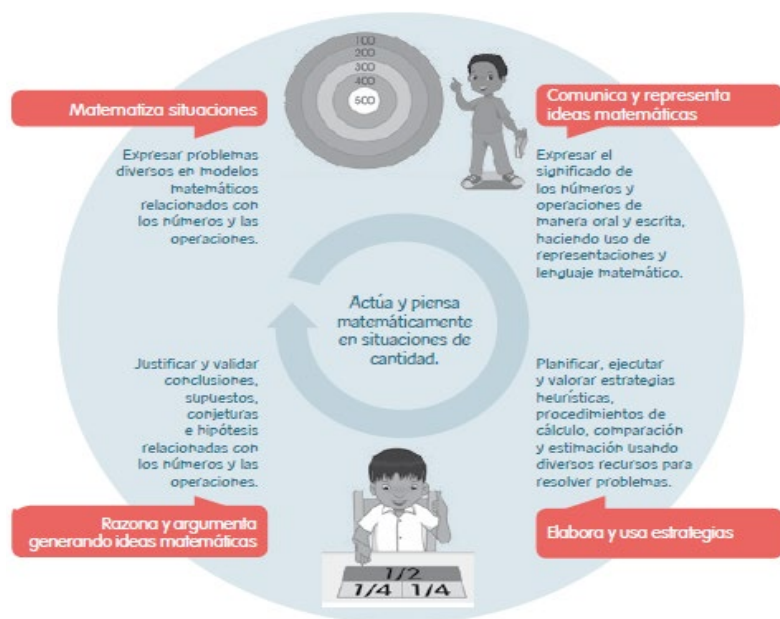 100
200
300
400
500
Matematiza situaciones
Expresar problemas
diversos en modelos
matemáticos
relacionados con
los números y las
operaciones.
Comunica y representa
ideas matemáticas
Expresar el
significado de
los números y
operaciones de
manera oral y escrita,
haciendo uso de
representaciones y
lenguaje matemático.
Actúa y piensa
matemáticamente
en situaciones de
cantidad.
Justificar y validar
conclusiones,
supuestos,
conjeturas
e hipótesis
relacionadas con
los números y las
operaciones.
Razona y argumenta
generando ideas matemáticas
Planificar, ejecutar
y valorar estrategias
heurísticas,
procedimientos de
cálculo, comparación
y estimación usando
diversos recursos para
resolver problemas.
Elabora y usa estrategias
1/2
1/4 1/4